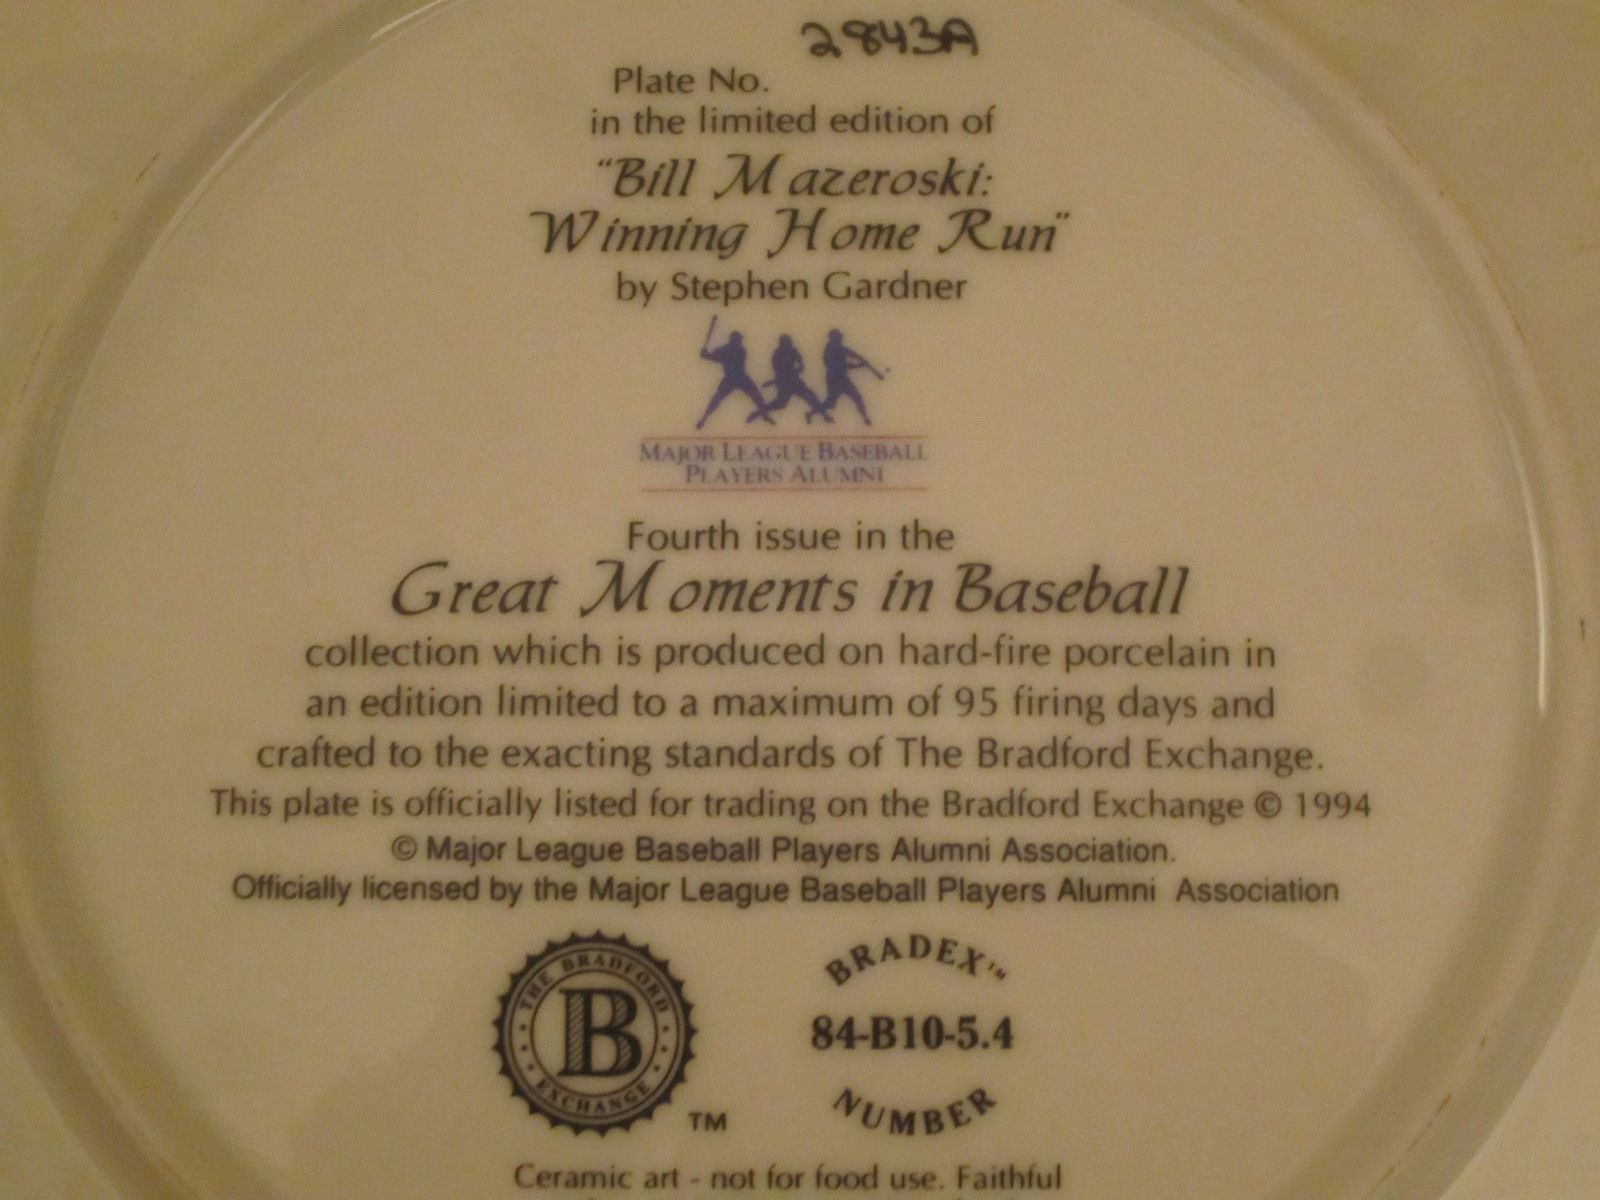 2843A
Plate No.
in the limited edition of
"Bill Mazeroski:
Winning Home Run"
by Stephen Gardner
MAJOR LEAGUE BASEBALL
PLAYERS ALUMNI
Fourth issue in the
Great Moments in Baseball
collection which is produced on hard-fire porcelain in
an edition limited to a maximum of 95 firing days and
crafted to the exacting standards of The Bradford Exchange.
This plate is officially listed for trading on the Bradford Exchange © 1994
© Major League Baseball Players Alumni Association.
Officially licensed by the Major League Baseball Players Alumni Association
THE BRADFORD
B
EXCHANGE
TM
BRADEX™
84-B10-5.4
NUMBER
Ceramic art - not for food use. Faithful